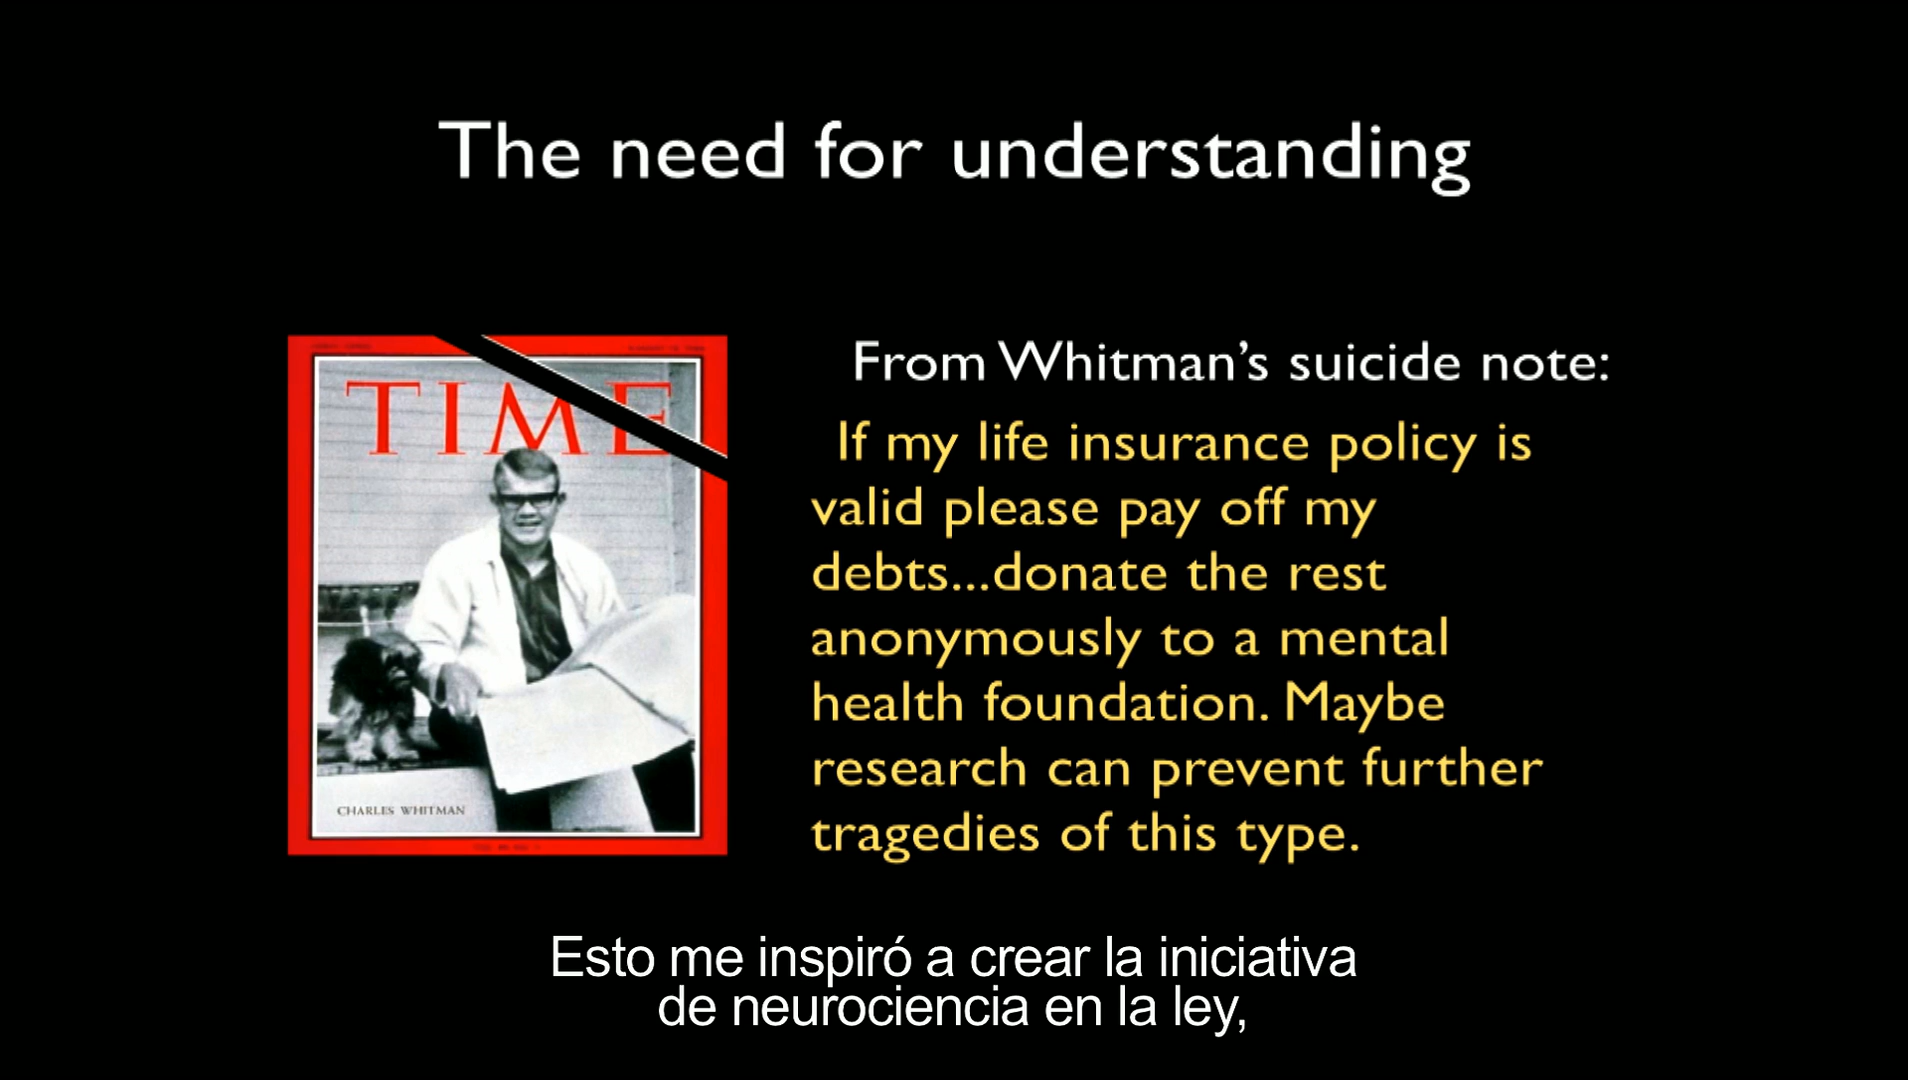 The need for understanding
TIME
CHARLES WHITMAN
From Whitman's suicide note:
If my life insurance policy is
valid please pay off my
debts...donate the rest
anonymously to a mental
health foundation. Maybe
research can prevent further
tragedies of this type.
Esto me inspiró a crear la iniciativa
de neurociencia en la ley,